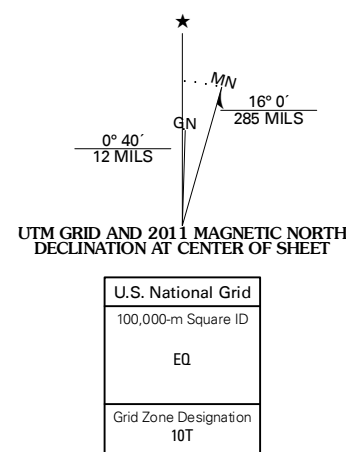 ★
MN
GN
16° 0´
285 MILS
0° 40´
12 MILS
UTM GRID AND 2011 MAGNETIC NORTH
DECLINATION AT CENTER OF SHEET
U.S. National Grid
100,000-m Square ID
EQ
Grid Zone Designation
10T